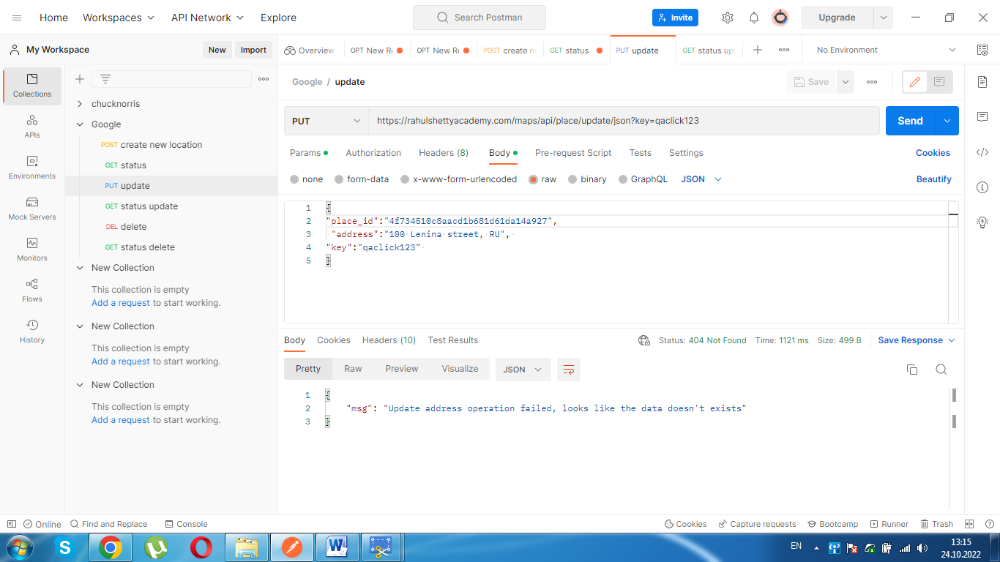 Home
Workspaces
API Network
Explore
Search Postman
Invite
Upgrade
My Workspace
New
Import
Overview
OPT New Re
OPT New Re
POST create n
GET status
PUT update
GET status up
No Environment
Collections
APIs
Environments
Mock Servers
Monitors
Flows
History
chucknorris
Google
POST create new location
GET status
PUT update
GET status update
DEL delete
GET status delete
New Collection
This collection is empty
Add a request to start working.
New Collection
This collection is empty
Add a request to start working.
New Collection
This collection is empty
Add a request to start working.
Google / update
Save
PUT
https://rahulshettyacademy.com/maps/api/place/update/json?key=qaclick123
Send
Params
Authorization
Headers (8)
Body
Pre-request Script
Tests
Settings
Cookies
none
form-data
x-www-form-urlencoded
raw
binary
GraphQL
JSON
Beautify
1 {
2 "place_id":"4f734510c8aacd1b681d61da14a927",
3 "address":"100 Lenina street, RU",
4 "key":"qaclick123"
5 }
Body
Cookies
Headers (10)
Test Results
Status: 404 Not Found
Time: 1121 ms
Size: 499 B
Save Response
Pretty
Raw
Preview
Visualize
JSON
1 {
2 "msg": "Update address operation failed, looks like the data doesn't exists"
3 }
Online
Find and Replace
Console
Cookies
Capture requests
Bootcamp
Runner
Trash
EN
13:15
24.10.2022